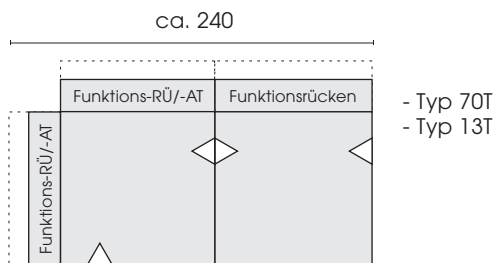 ca. 240
Funktions-RÜ/-AT
Funktionsrücken
- Typ 70T
- Typ 13T
Funktions-RÜ/-AT